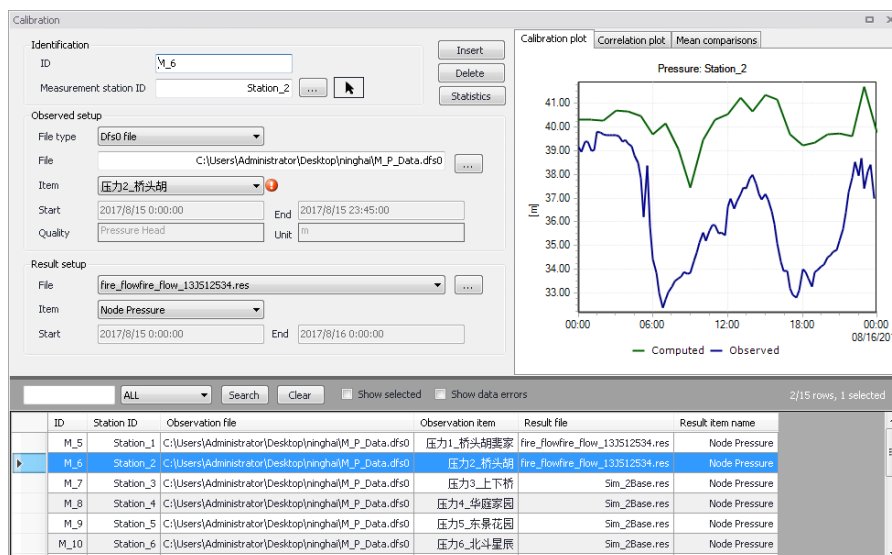 Calibration
Identification
ID M_6
Measurement station ID Station_2 ...
Insert
Delete
Statistics
Observed setup
File type Dfs0 file
File C:\Users\Administrator\Desktop\ninghai\M_P_Data.dfs0 ...
Item 压力2_桥头胡
Start 2017/8/15 0:00:00 End 2017/8/15 23:45:00
Quality Pressure Head Unit m
Result setup
File fire_flowfire_flow_13JS12534.res ...
Item Node Pressure
Start 2017/8/15 0:00:00 End 2017/8/16 0:00:00
Calibration plot Correlation plot Mean comparisons
Pressure: Station_2
41.00
40.00
39.00
38.00
37.00
36.00
35.00
34.00
33.00
[m]
00:00 06:00 12:00 18:00 00:00
08/16/201
Computed Observed
ALL Search Clear Show selected Show data errors 2/15 rows, 1 selected
ID Station ID Observation file Observation item Result file Result item name
M_5 Station_1 C:\Users\Administrator\Desktop\ninghai\M_P_Data.dfs0 压力1_桥头胡斐家 fire_flowfire_flow_13JS12534.res Node Pressure
M_6 Station_2 C:\Users\Administrator\Desktop\ninghai\M_P_Data.dfs0 压力2_桥头胡 fire_flowfire_flow_13JS12534.res Node Pressure
M_7 Station_3 C:\Users\Administrator\Desktop\ninghai\M_P_Data.dfs0 压力3_上下桥 Sim_2Base.res Node Pressure
M_8 Station_4 C:\Users\Administrator\Desktop\ninghai\M_P_Data.dfs0 压力4_华庭家园 Sim_2Base.res Node Pressure
M_9 Station_5 C:\Users\Administrator\Desktop\ninghai\M_P_Data.dfs0 压力5_东景花园 Sim_2Base.res Node Pressure
M_10 Station_6 C:\Users\Administrator\Desktop\ninghai\M_P_Data.dfs0 压力6_北斗星辰 Sim_2Base.res Node Pressure